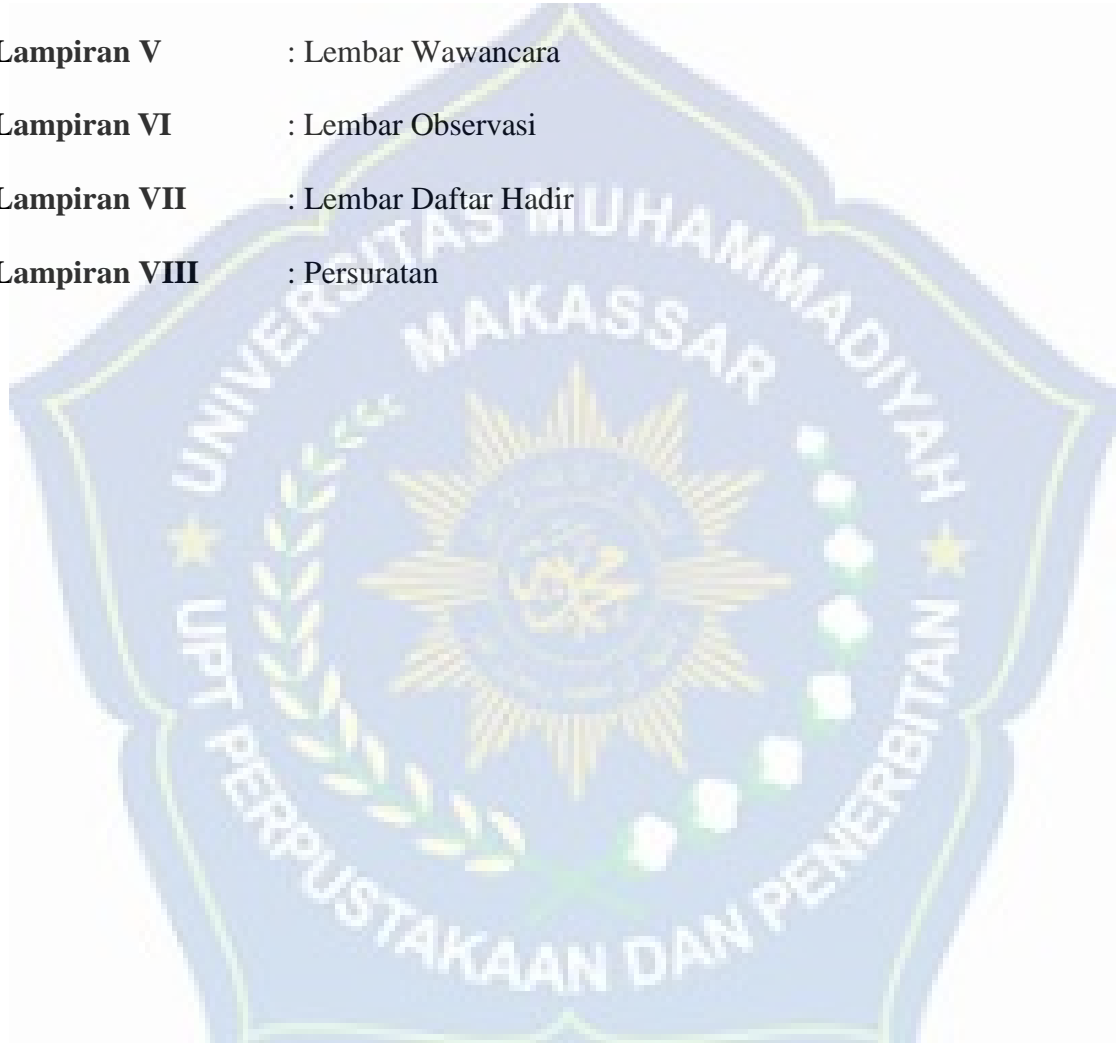 Lampiran V : Lembar Wawancara
Lampiran VI : Lembar Observasi
Lampiran VII : Lembar Daftar Hadir
Lampiran VIII : Persuratan
UNIVERSITAS MUHAMMADIYAH
MAKASSAR
UPT PERPUSTAKAAN DAN PENERBITAN